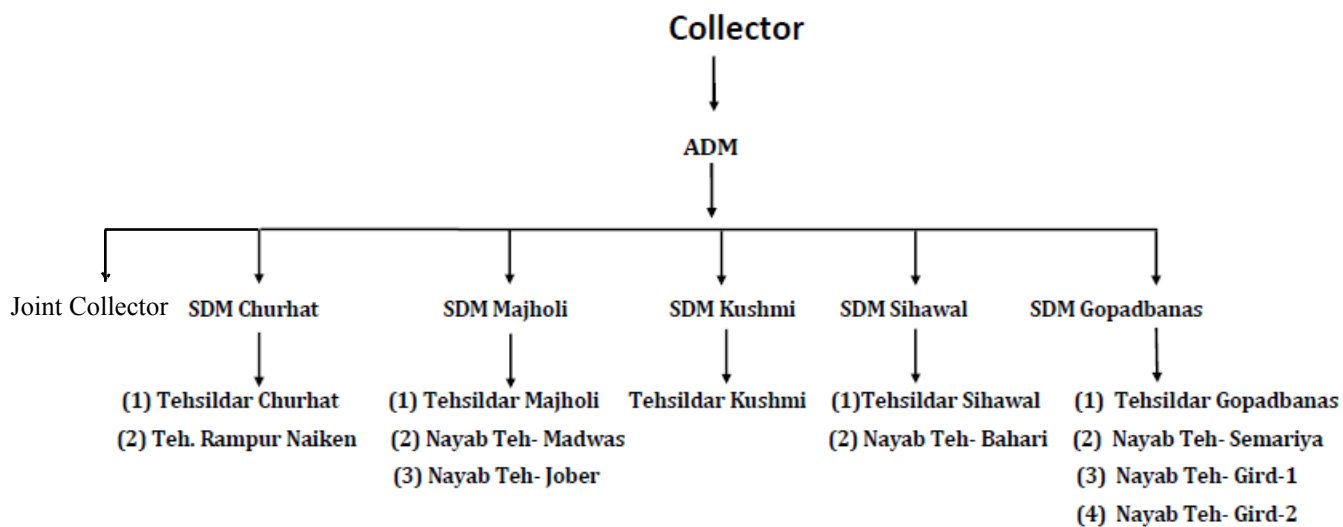 Collector
ADM
Joint Collector
SDM Churhat
SDM Majholi
SDM Kushmi
SDM Sihawal
SDM Gopadbanas
(1) Tehsildar Churhat
(2) Teh. Rampur Naiken
(1) Tehsildar Majholi
(2) Nayab Teh- Madwas
(3) Nayab Teh- Jober
Tehsildar Kushmi
(1)Tehsildar Sihawal
(2) Nayab Teh- Bahari
(1) Tehsildar Gopadbanas
(2) Nayab Teh- Semariya
(3) Nayab Teh- Gird-1
(4) Nayab Teh- Gird-2